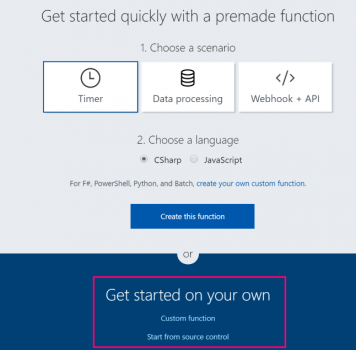 Get started quickly with a premade function
1. Choose a scenario
Timer
Data processing
</>
Webhook + API
2. Choose a language
CSharp JavaScript
For F#, PowerShell, Python, and Batch, create your own custom function.
Create this function
or
Get started on your own
Custom function
Start from source control